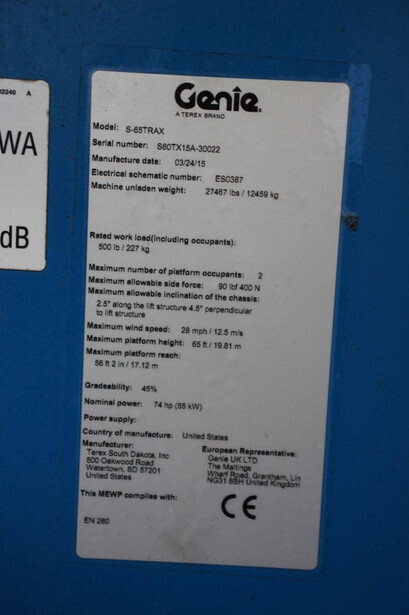 02240 A
WA
dB
Genie.
A TEREX BRAND
Model: S-65TRAX
Serial number: S60TX15A-30022
Manufacture date: 03/24/15
Electrical schematic number: ES0387
Machine unladen weight: 27467 lbs / 12459 kg
Rated work load(including occupants):
500 lb / 227 kg
Maximum number of platform occupants: 2
Maximum allowable side force: 90 lbf 400 N
Maximum allowable inclination of the chassis:
2.5° along the lift structure 4.5° perpendicular
to lift structure
Maximum wind speed: 28 mph / 12.5 m/s
Maximum platform height: 65 ft / 19.81 m
Maximum platform reach:
56 ft 2 in / 17.12 m
Gradeability: 45%
Nominal power: 74 hp (55 kW)
Power supply:
Country of manufacture: United States
Manufacturer:
Terex South Dakota, Inc
500 Oakwood Road
Watertown, SD 57201
United States
European Representative:
Genie UK LTD
The Maltings
Wharf Road, Grantham, Lin
NG31 6BH United Kingdom
This MEWP complies with:
CE
EN 280